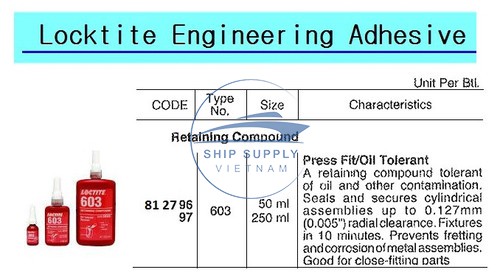 Locktite Engineering Adhesive
Unit Per Btl.
CODE Type No. Size Characteristics
Retaining Compound
SHIP SUPPLY
VIETNAM
LOCTITE
603
LOCTITE
603
81 27 96 603 50 ml
97 250 ml
Press Fit/Oil Tolerant
A retaining compound tolerant
of oil and other contamination.
Seals and secures cylindrical
assemblies up to 0.127mm
(0.005") radial clearance. Fixtures
in 10 minutes. Prevents fretting
and corrosion of metal assemblies.
Good for close-fitting parts